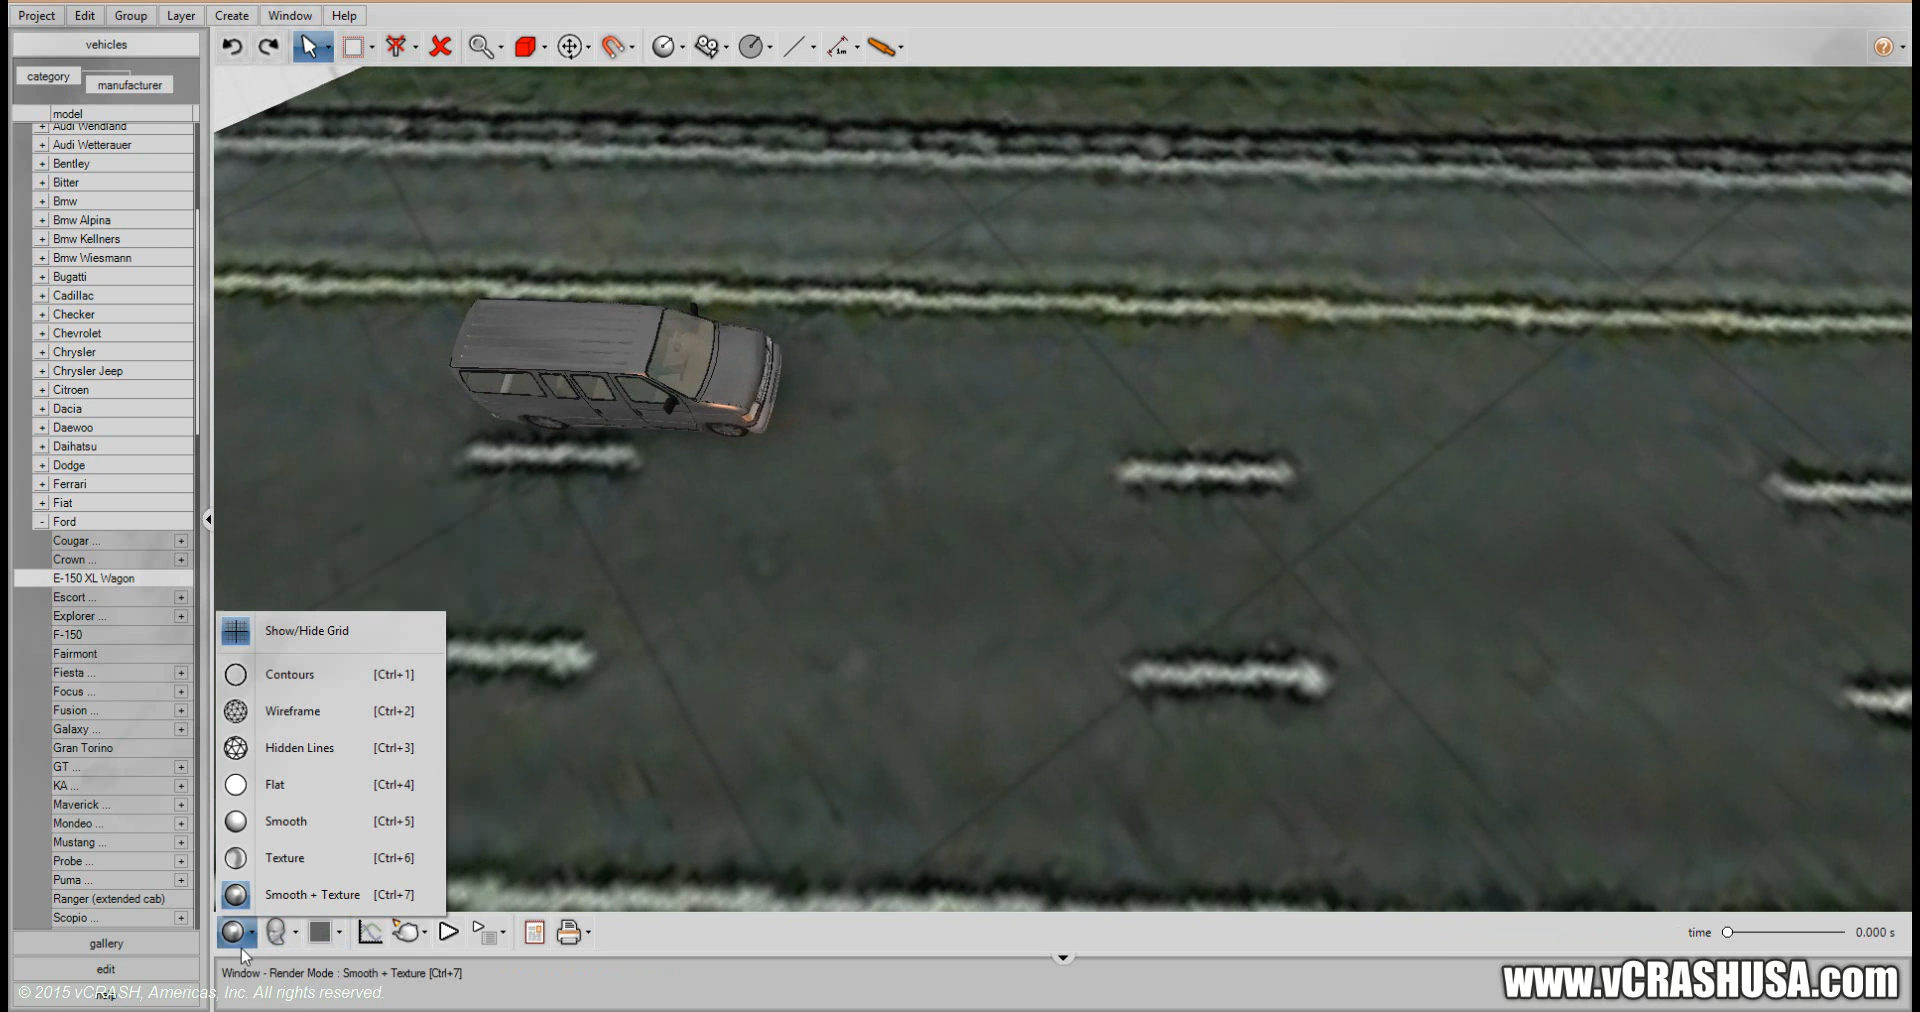 Project Edit Group Layer Create Window Help
vehicles
category
manufacturer
model
Audi Wendland
+ Audi Wetterauer
+ Bentley
+ Bitter
+ Bmw
+ Bmw Alpina
+ Bmw Kellners
+ Bmw Wiesmann
+ Bugatti
+ Cadillac
+ Checker
+ Chevrolet
+ Chrysler
+ Chrysler Jeep
+ Citroen
+ Dacia
+ Daewoo
+ Daihatsu
+ Dodge
+ Ferrari
+ Fiat
- Ford
Cougar ... +
Crown ... +
E-150 XL Wagon
Escort ... +
Explorer ... +
F-150
Fairmont
Fiesta ... +
Focus ... +
Fusion ... +
Galaxy ... +
Gran Torino
GT ... +
KA ... +
Maverick ... +
Mondeo ... +
Mustang ... +
Probe ... +
Puma ... +
Ranger (extended cab)
Scopio ... +
gallery
edit
help
Show/Hide Grid
Contours [Ctrl+1]
Wireframe [Ctrl+2]
Hidden Lines [Ctrl+3]
Flat [Ctrl+4]
Smooth [Ctrl+5]
Texture [Ctrl+6]
Smooth + Texture [Ctrl+7]
time 0.000 s
Window - Render Mode : Smooth + Texture [Ctrl+7]
© 2015 vCRASH, Americas, Inc. All rights reserved.
www.vCRASHUSA.com